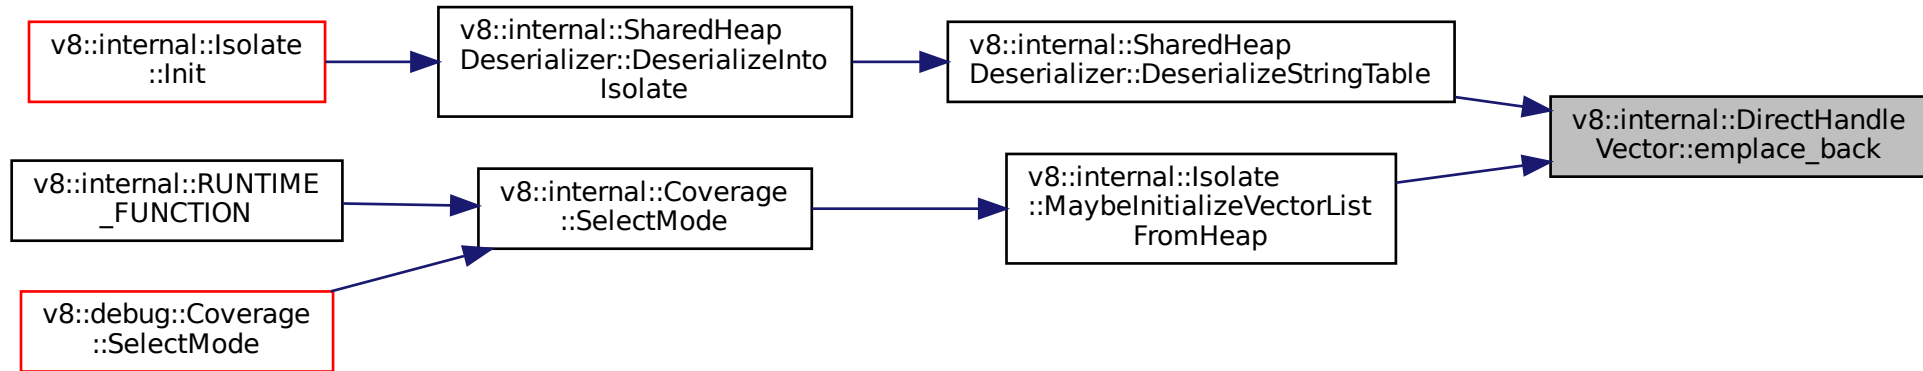 v8::internal::Isolate
::Init
v8::internal::SharedHeap
Deserializer::DeserializeInto
Isolate
v8::internal::SharedHeap
Deserializer::DeserializeStringTable
v8::internal::DirectHandle
Vector::emplace_back
v8::internal::RUNTIME
_FUNCTION
v8::internal::Coverage
::SelectMode
v8::internal::Isolate
::MaybeInitializeVectorList
FromHeap
v8::debug::Coverage
::SelectMode